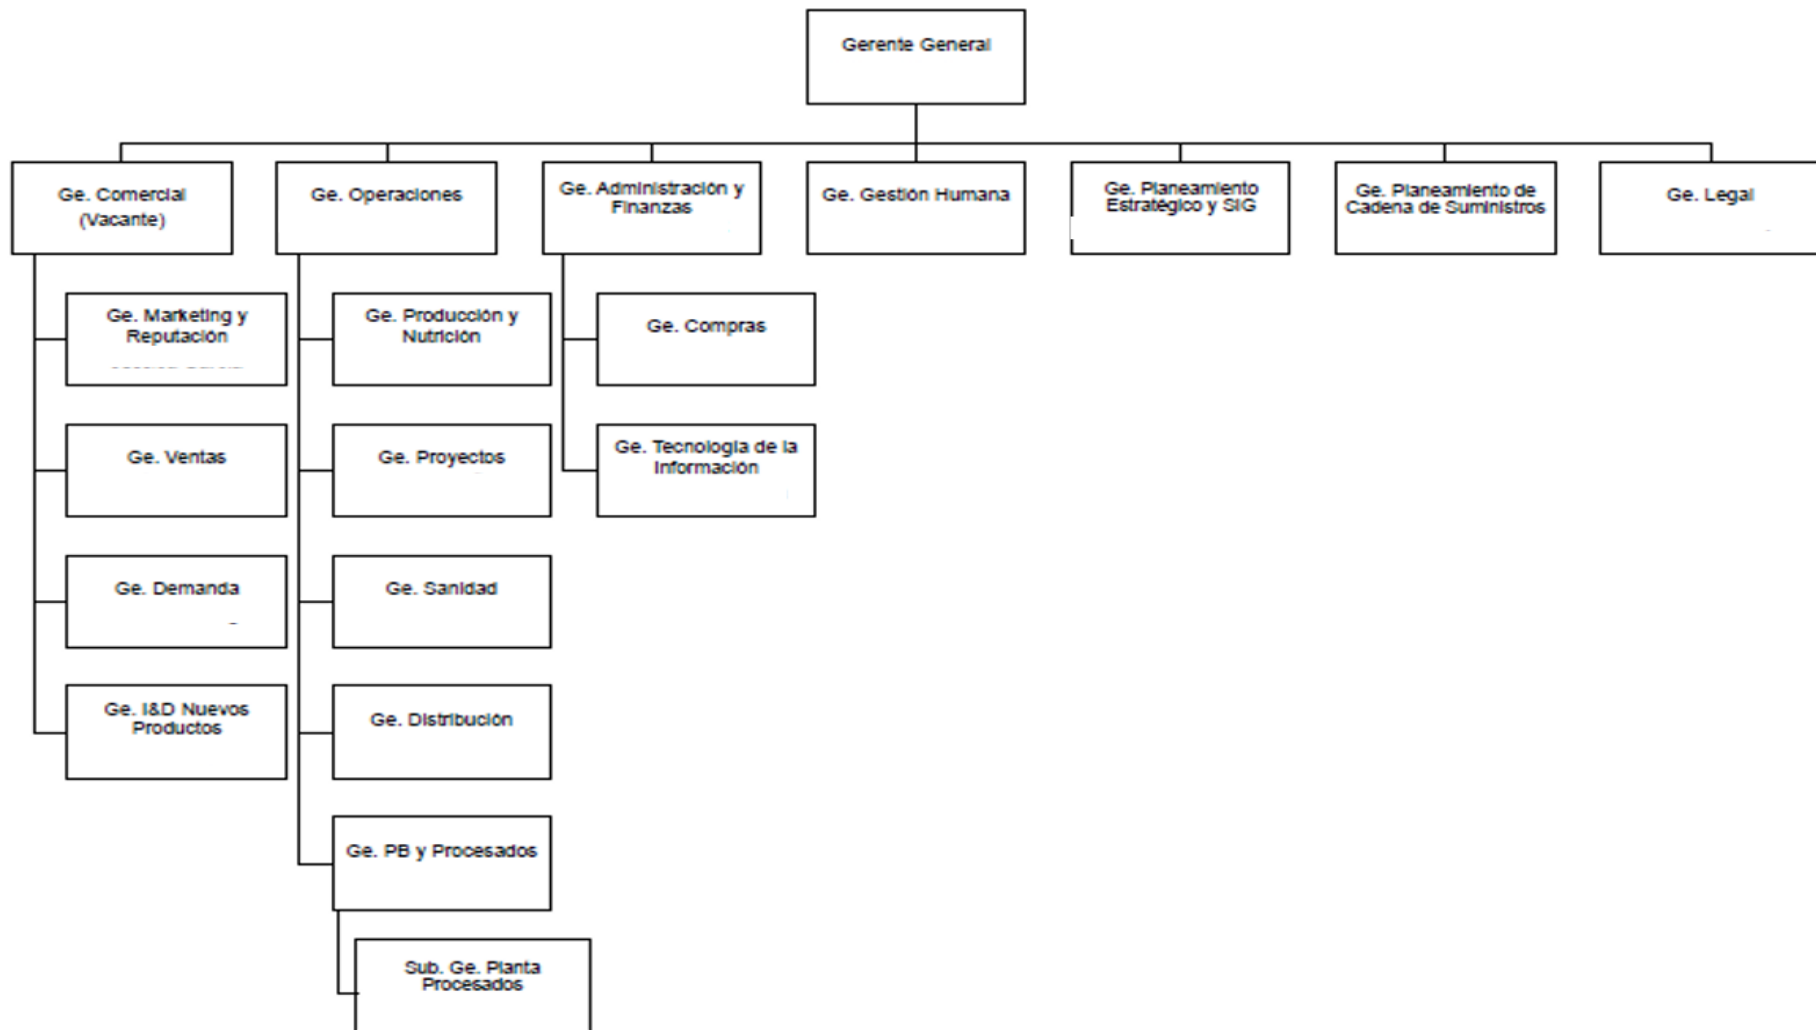 Gerente General
Ge. Comercial
(Vacante)
Ge. Operaciones
Ge. Administración y
Finanzas
Ge. Gestión Humana
Ge. Planeamiento
Estratégico y SIG
Ge. Planeamiento de
Cadena de Suministros
Ge. Legal
Ge. Marketing y
Reputación
Ge. Producción y
Nutrición
Ge. Compras
Ge. Ventas
Ge. Proyectos
Ge. Tecnología de la
Información
Ge. Demanda
Ge. Sanidad
Ge. I&D Nuevos
Productos
Ge. Distribución
Ge. PB y Procesados
Sub. Ge. Planta
Procesados